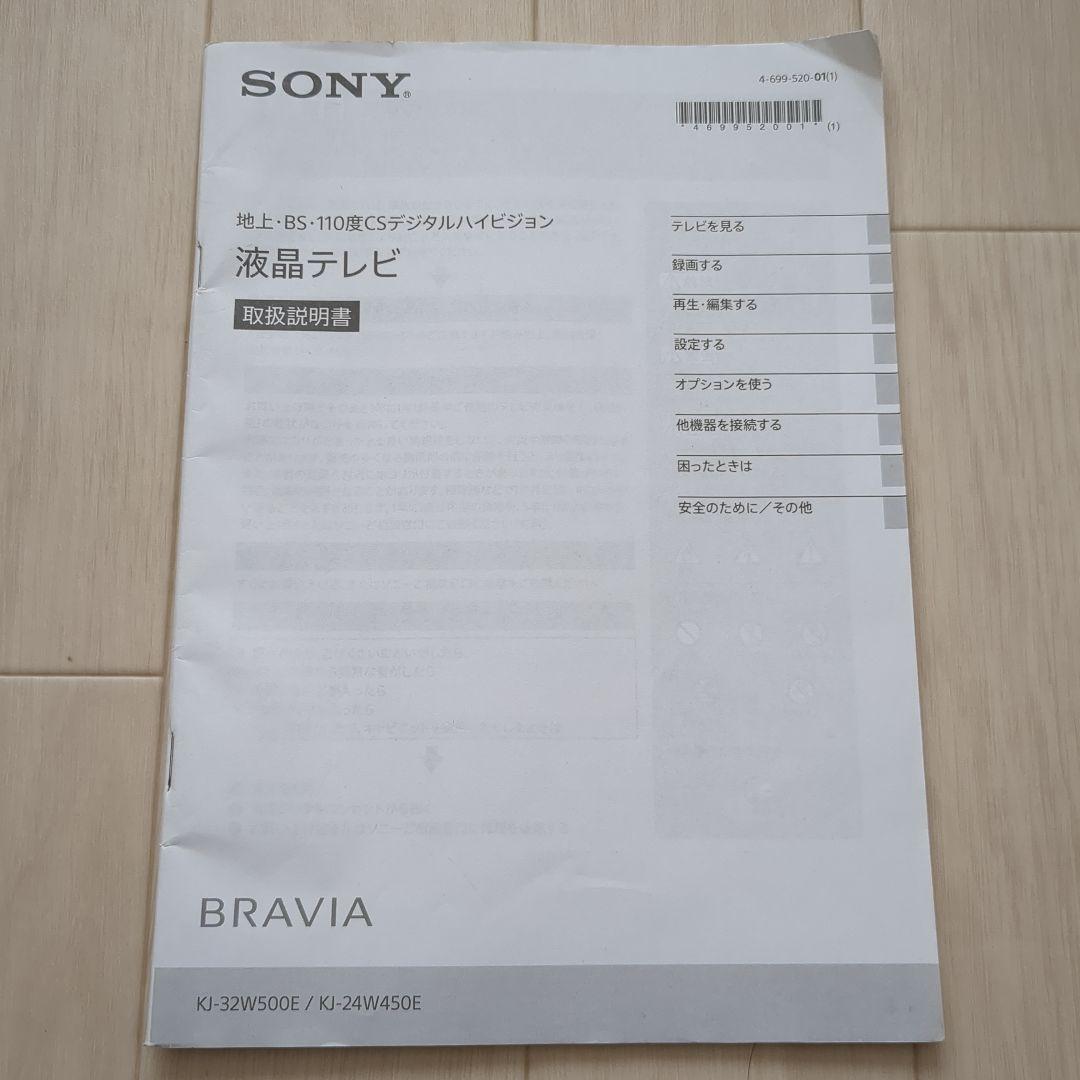 SONY®
4-699-520-01(1)
*469952001* (1)
地上・BS・110度CSデジタルハイビジョン
液晶テレビ
取扱説明書
テレビを見る
録画する
再生・編集する
設定する
オプションを使う
他機器を接続する
困ったときは
安全のために／その他
BRAVIA
KJ-32W500E / KJ-24W450E